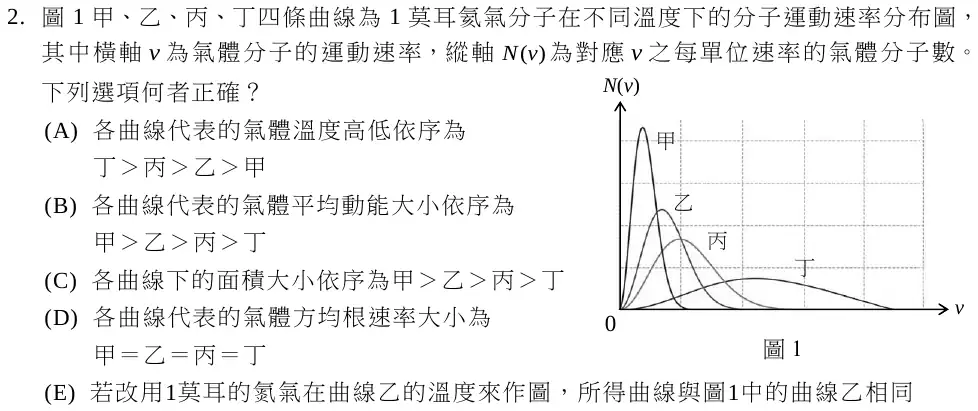 2. 圖 1 甲、乙、丙、丁四條曲線為 1 莫耳氦氣分子在不同溫度下的分子運動速率分布圖，
其中橫軸 v 為氣體分子的運動速率，縱軸 N(v) 為對應 v 之每單位速率的氣體分子數。
下列選項何者正確？
(A) 各曲線代表的氣體溫度高低依序為
丁＞丙＞乙＞甲
(B) 各曲線代表的氣體平均動能大小依序為
甲＞乙＞丙＞丁
(C) 各曲線下的面積大小依序為甲＞乙＞丙＞丁
(D) 各曲線代表的氣體方均根速率大小為
甲＝乙＝丙＝丁
(E) 若改用1莫耳的氮氣在曲線乙的溫度來作圖，所得曲線與圖1中的曲線乙相同
N(v)
甲
乙
丙
丁
0
v
圖 1